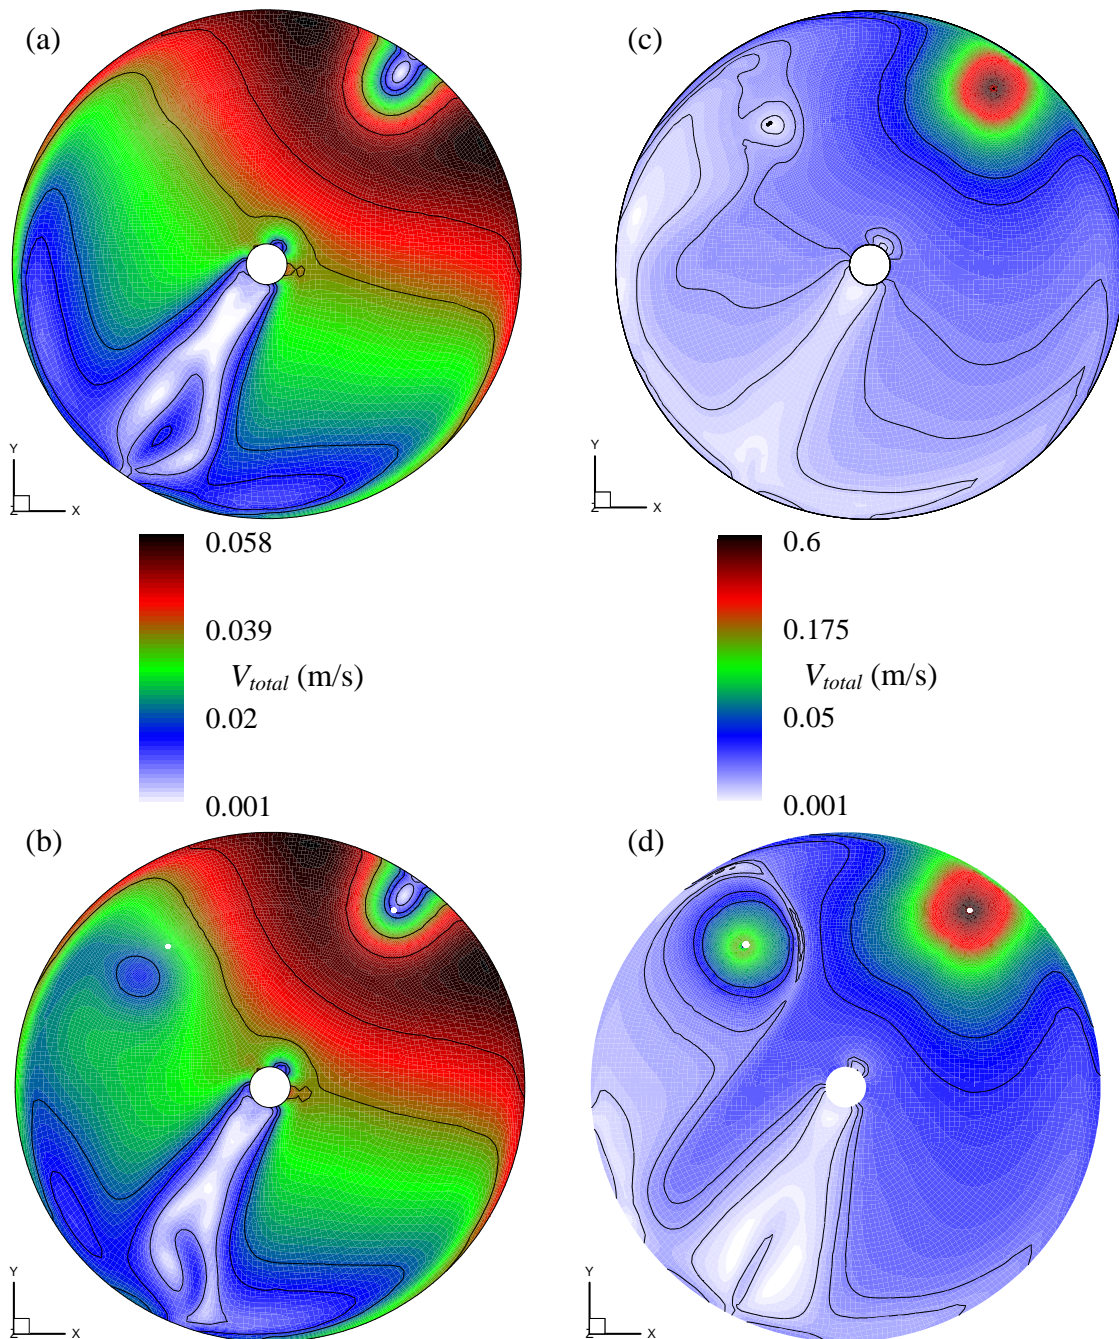 (a)
(c)
Y
Z
X
Y
Z
X
0.058
0.039
V_total (m/s)
0.02
0.001
0.6
0.175
V_total (m/s)
0.05
0.001
(b)
(d)
Y
Z
X
Y
Z
X